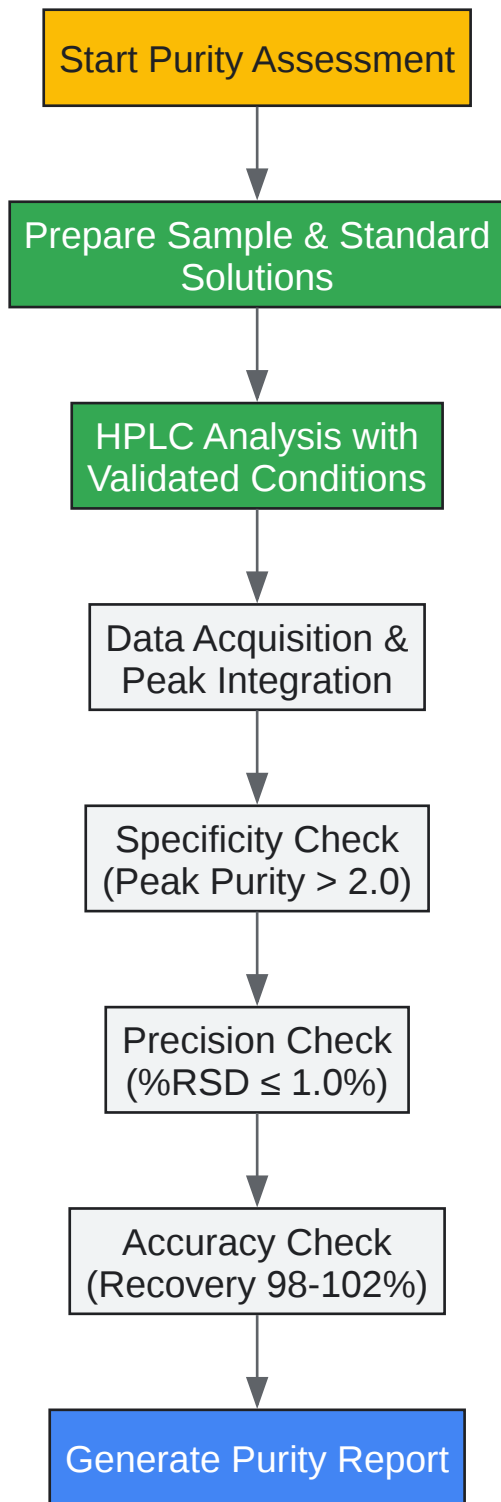 Start Purity Assessment
Prepare Sample & Standard
Solutions
HPLC Analysis with
Validated Conditions
Data Acquisition &
Peak Integration
Specificity Check
(Peak Purity > 2.0)
Precision Check
(%RSD ≤ 1.0%)
Accuracy Check
(Recovery 98-102%)
Generate Purity Report